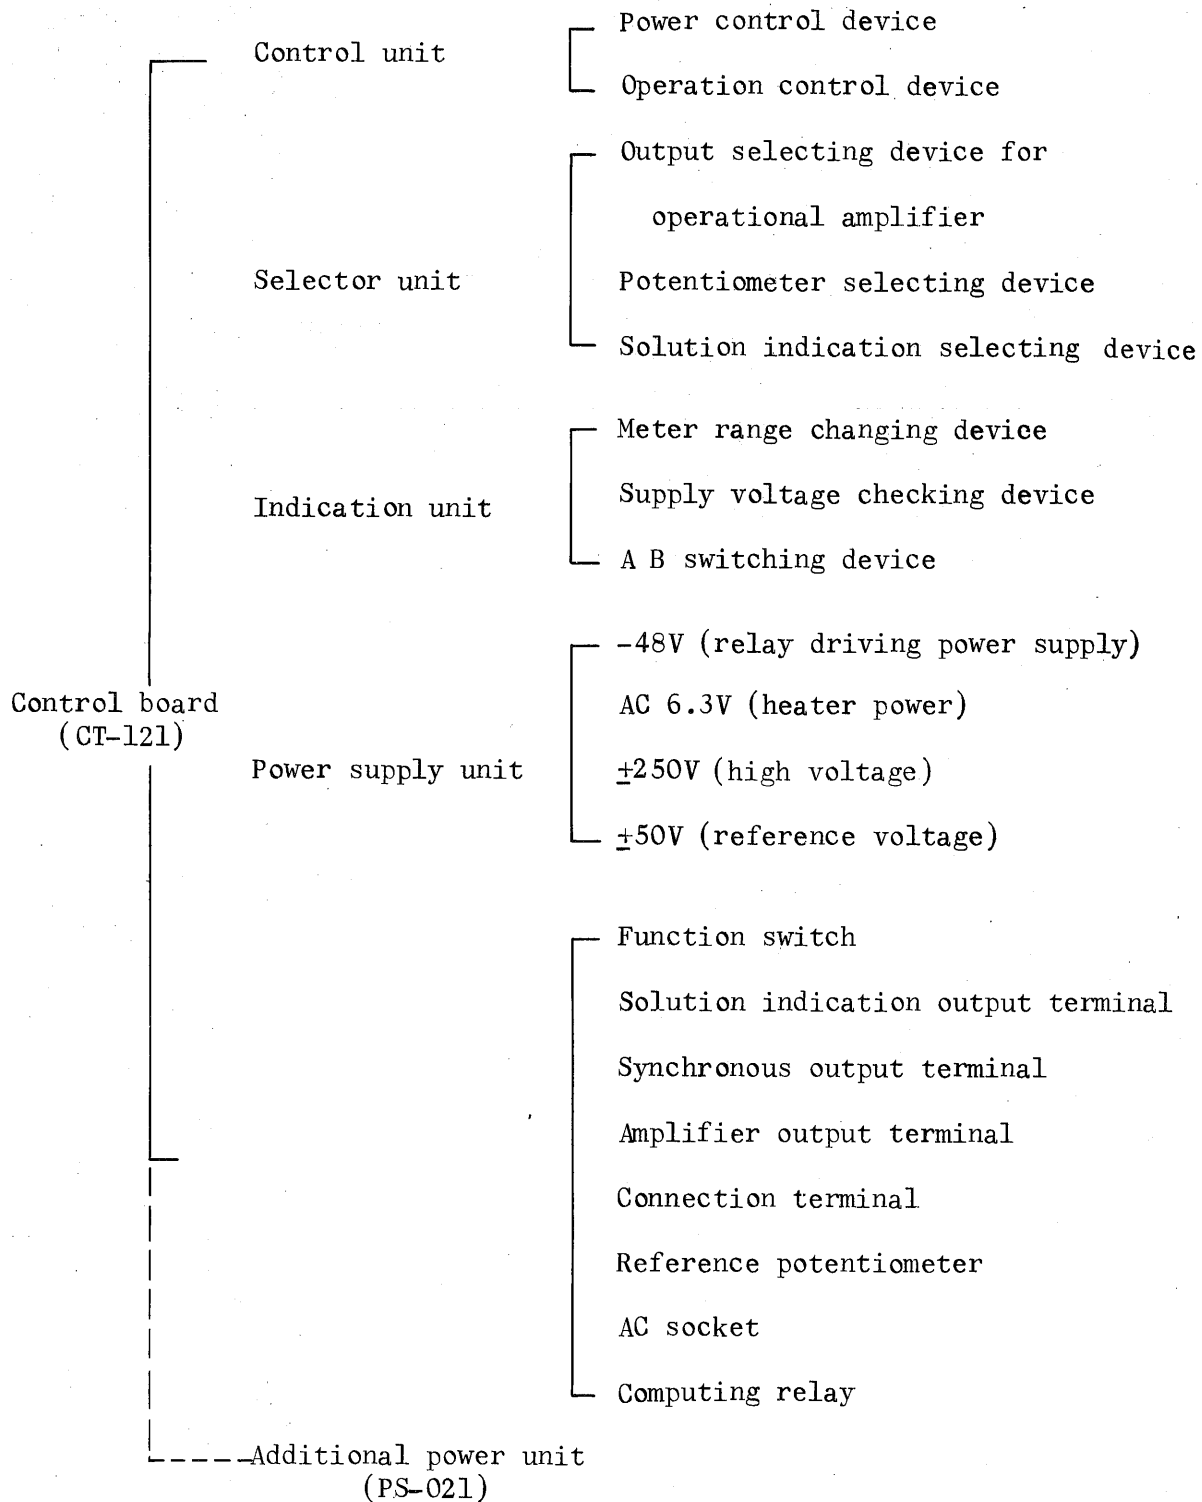 Power control device
Control unit
Operation control device
Output selecting device for
operational amplifier
Selector unit
Potentiometer selecting device
Solution indication selecting device
Meter range changing device
Supply voltage checking device
Indication unit
A B switching device
-48V (relay driving power supply)
Control board
(CT-121)
AC 6.3V (heater power)
Power supply unit
±250V (high voltage)
±50V (reference voltage)
Function switch
Solution indication output terminal
Synchronous output terminal
Amplifier output terminal
Connection terminal
Reference potentiometer
AC socket
Computing relay
Additional power unit
(PS-021)